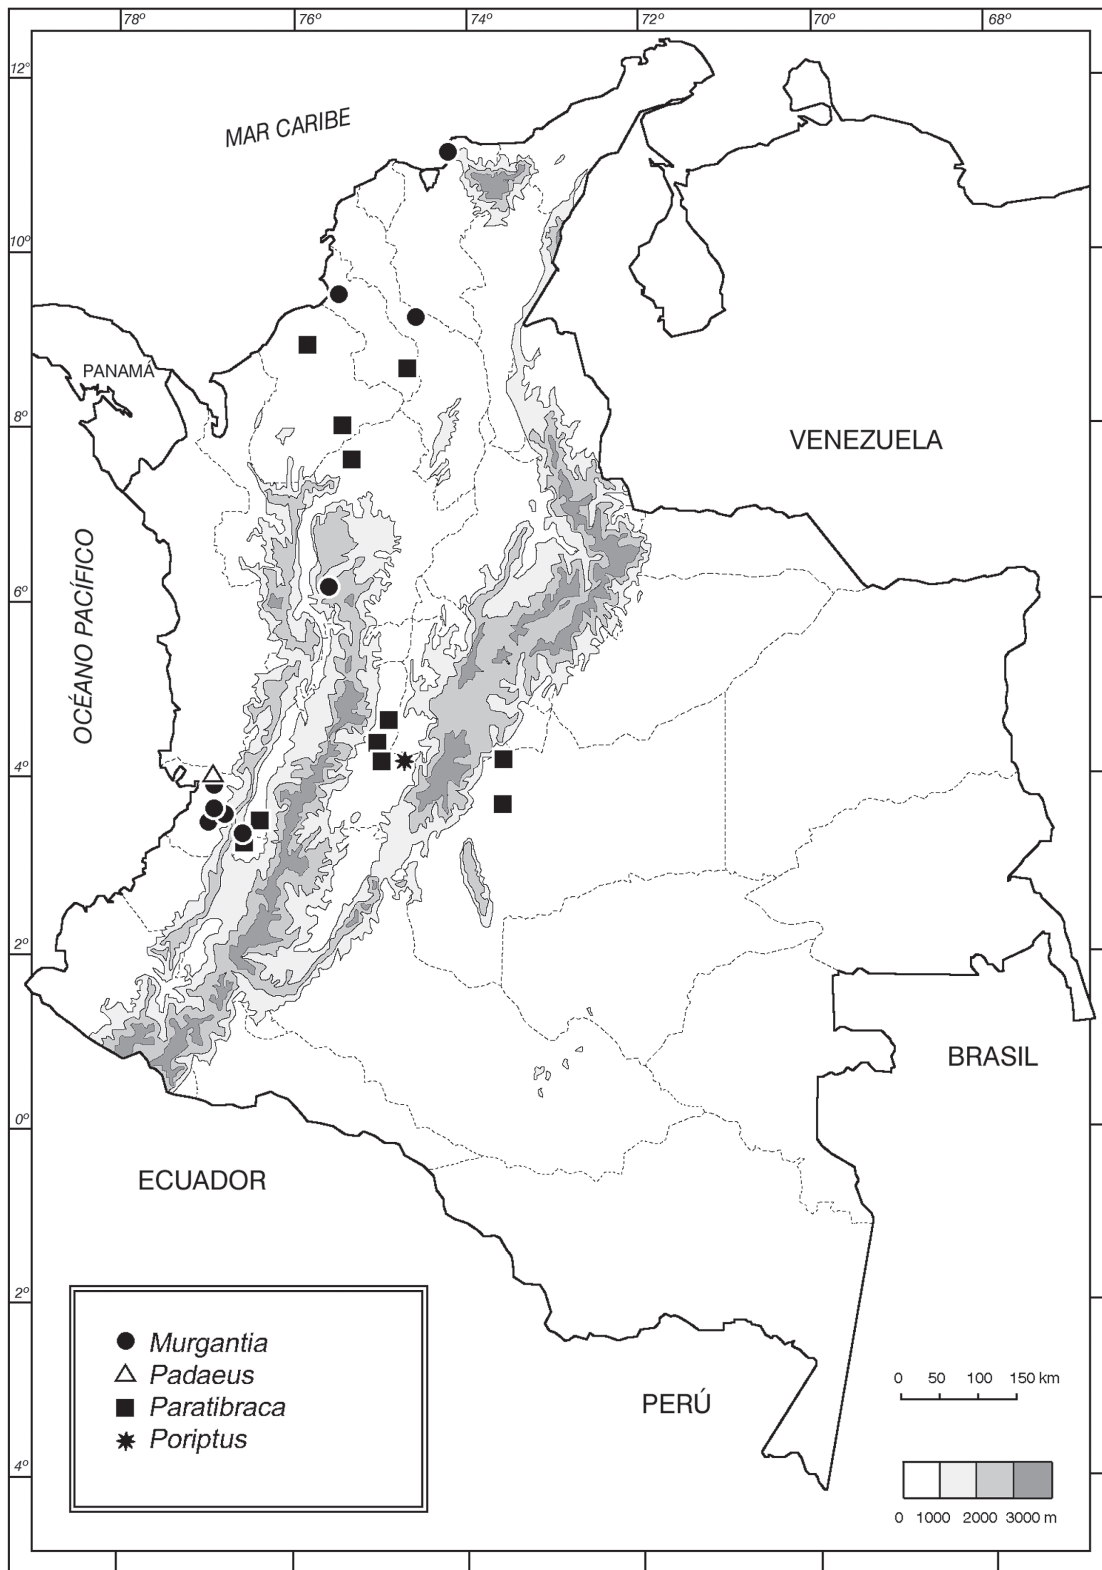 78º 76º 74º 72º 70º 68º
12º
MAR CARIBE
10º
PANAMÁ
8º
VENEZUELA
OCÉANO PACÍFICO
6º
4º
2º
BRASIL
0º
ECUADOR
2º
Murgantia
Padaeus
Paratibraca
Poriptus
PERÚ
0 50 100 150 km
4º
0 1000 2000 3000 m